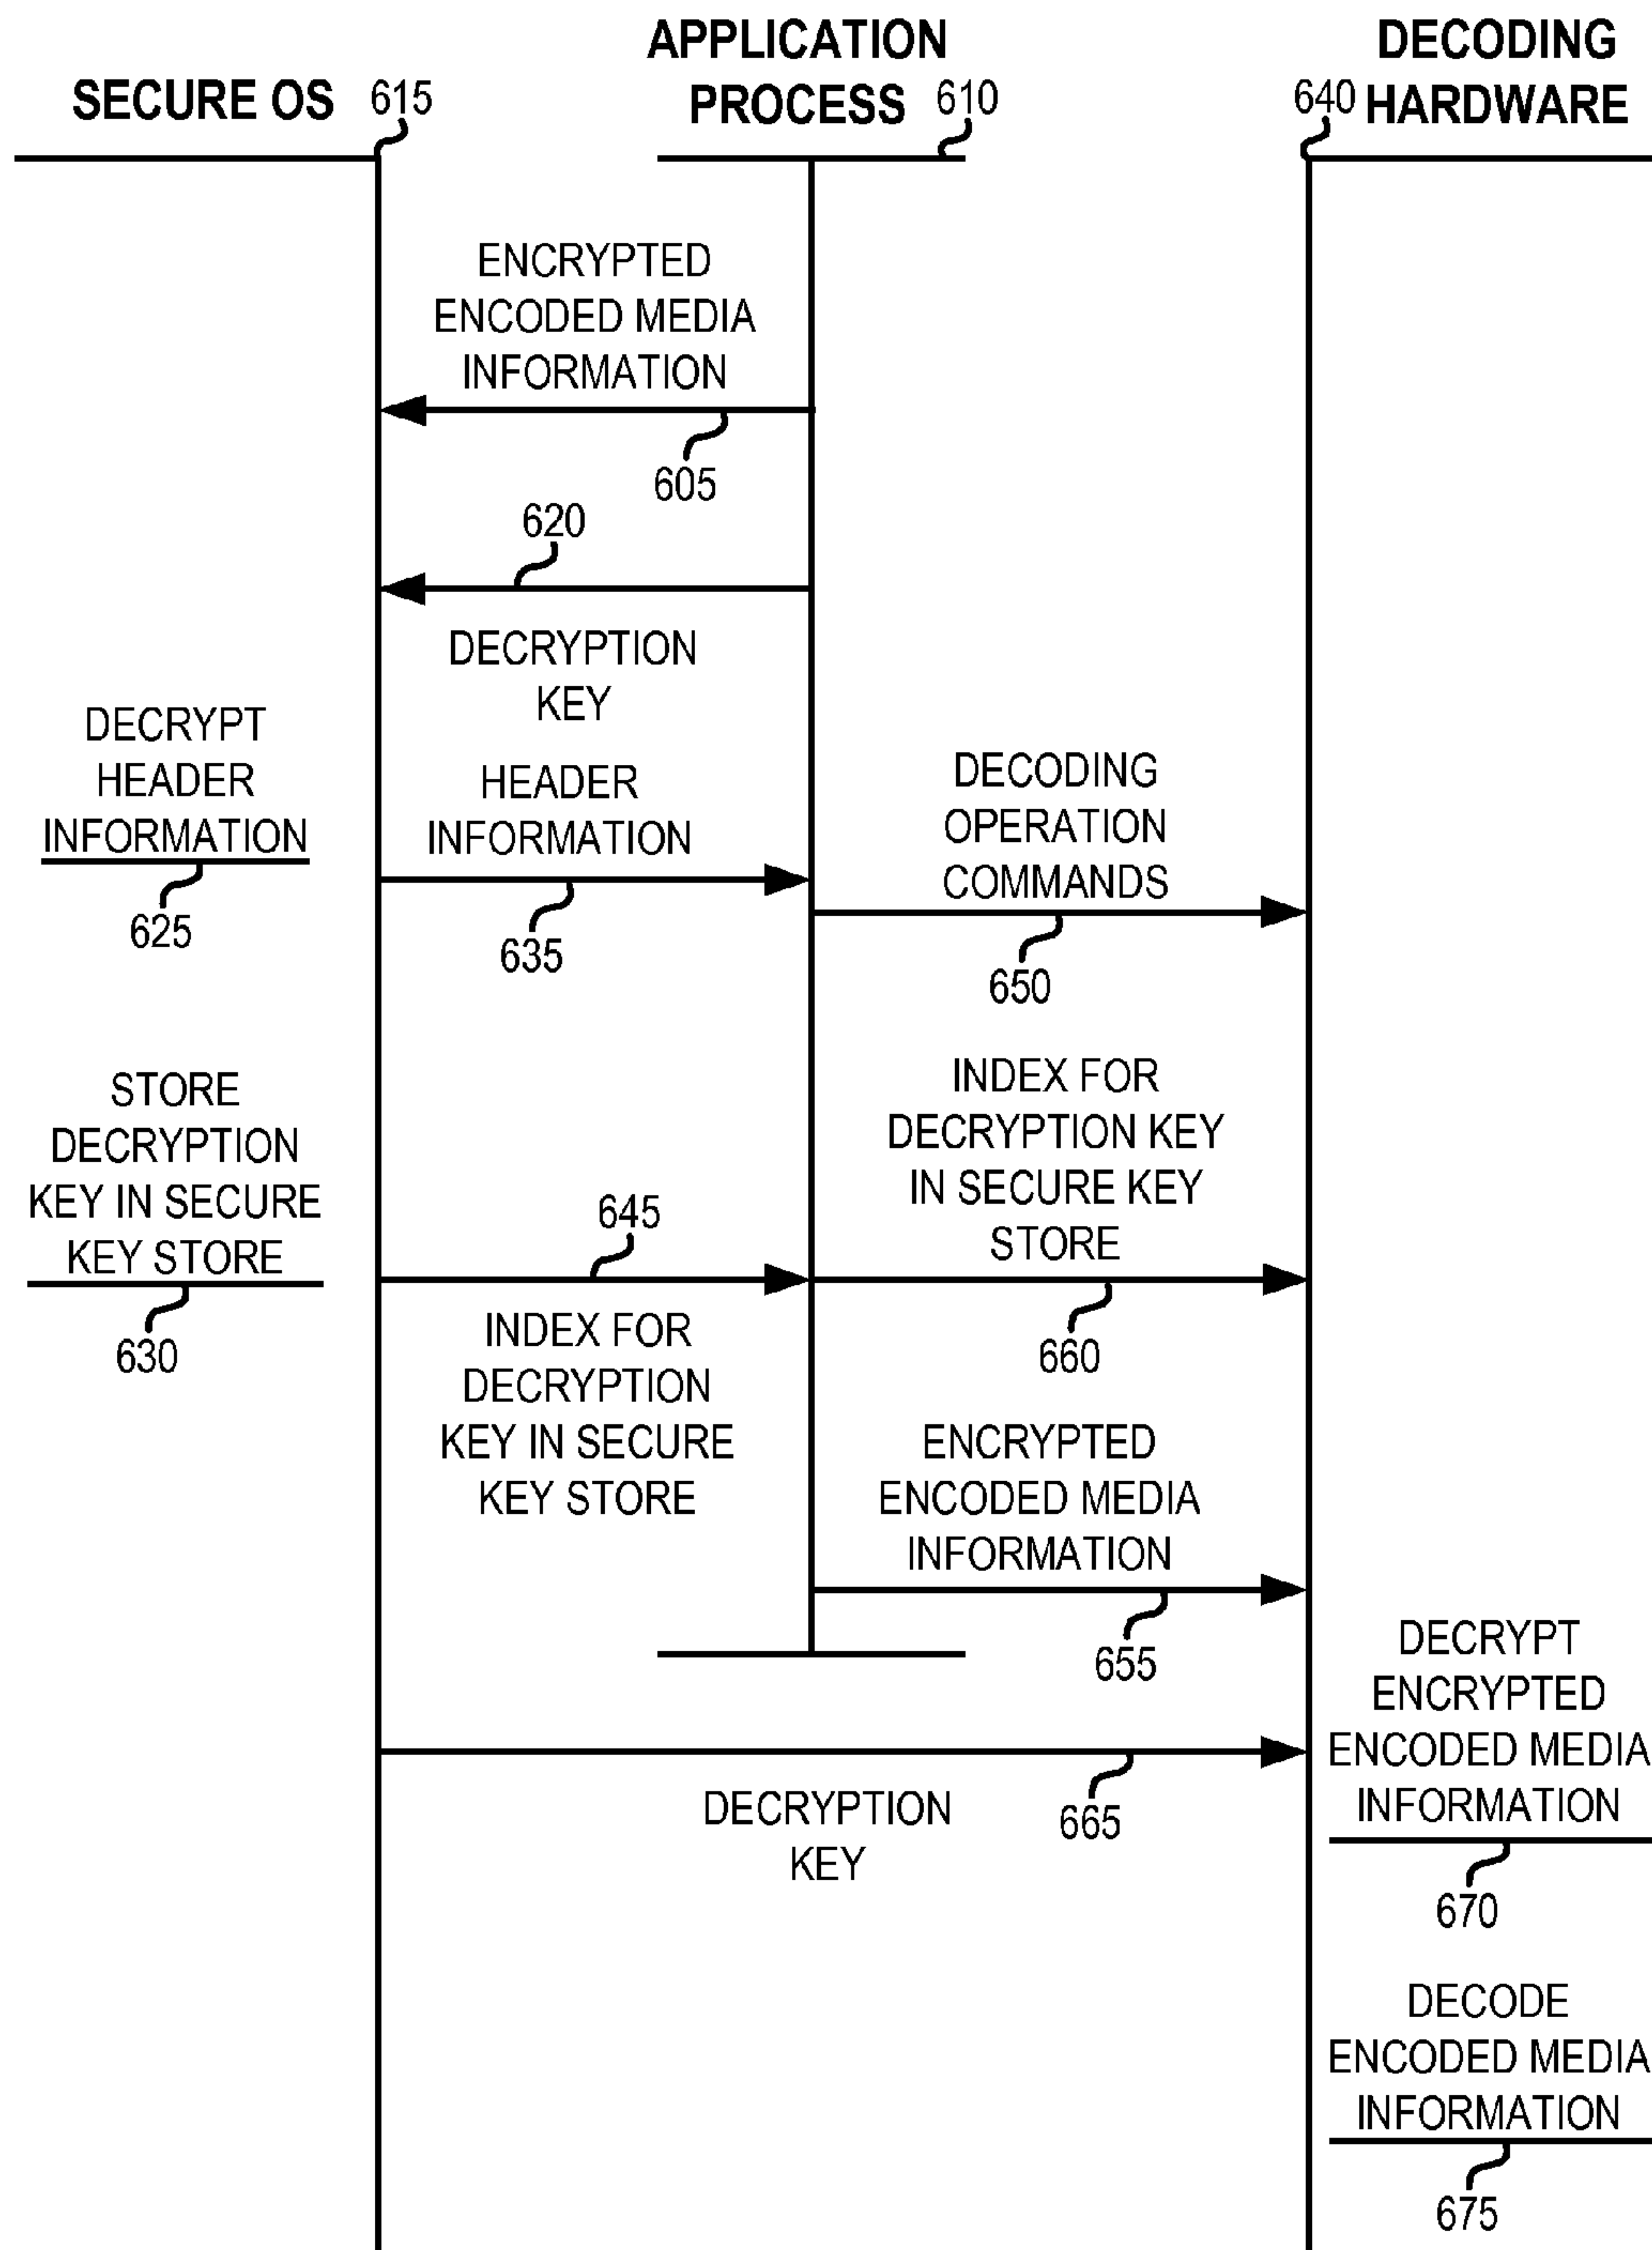 SECURE OS 615
APPLICATION
PROCESS 610
640 DECODING
HARDWARE
ENCRYPTED
ENCODED MEDIA
INFORMATION
605
620
DECRYPTION
KEY
DECRYPT
HEADER
INFORMATION
625
HEADER
INFORMATION
635
DECODING
OPERATION
COMMANDS
650
STORE
DECRYPTION
KEY IN SECURE
KEY STORE
630
645
INDEX FOR
DECRYPTION
KEY IN SECURE
KEY STORE
INDEX FOR
DECRYPTION KEY
IN SECURE KEY
STORE
660
ENCRYPTED
ENCODED MEDIA
INFORMATION
655
DECRYPTION
KEY
665
DECRYPT
ENCRYPTED
ENCODED MEDIA
INFORMATION
670
DECODE
ENCODED MEDIA
INFORMATION
675